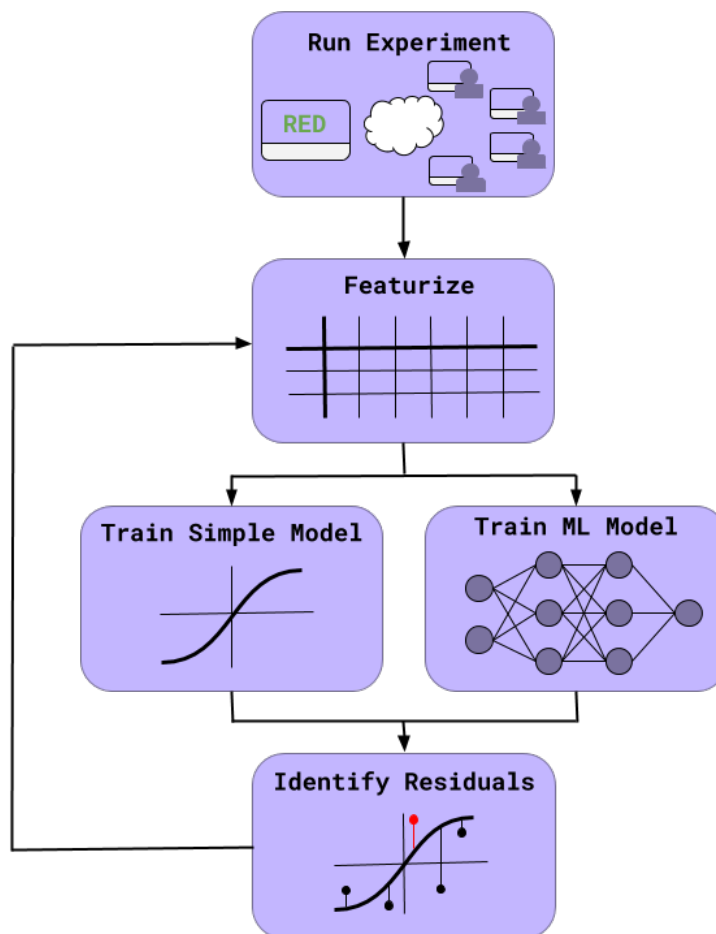 Run Experiment
RED
Featurize
Train Simple Model
Train ML Model
Identify Residuals